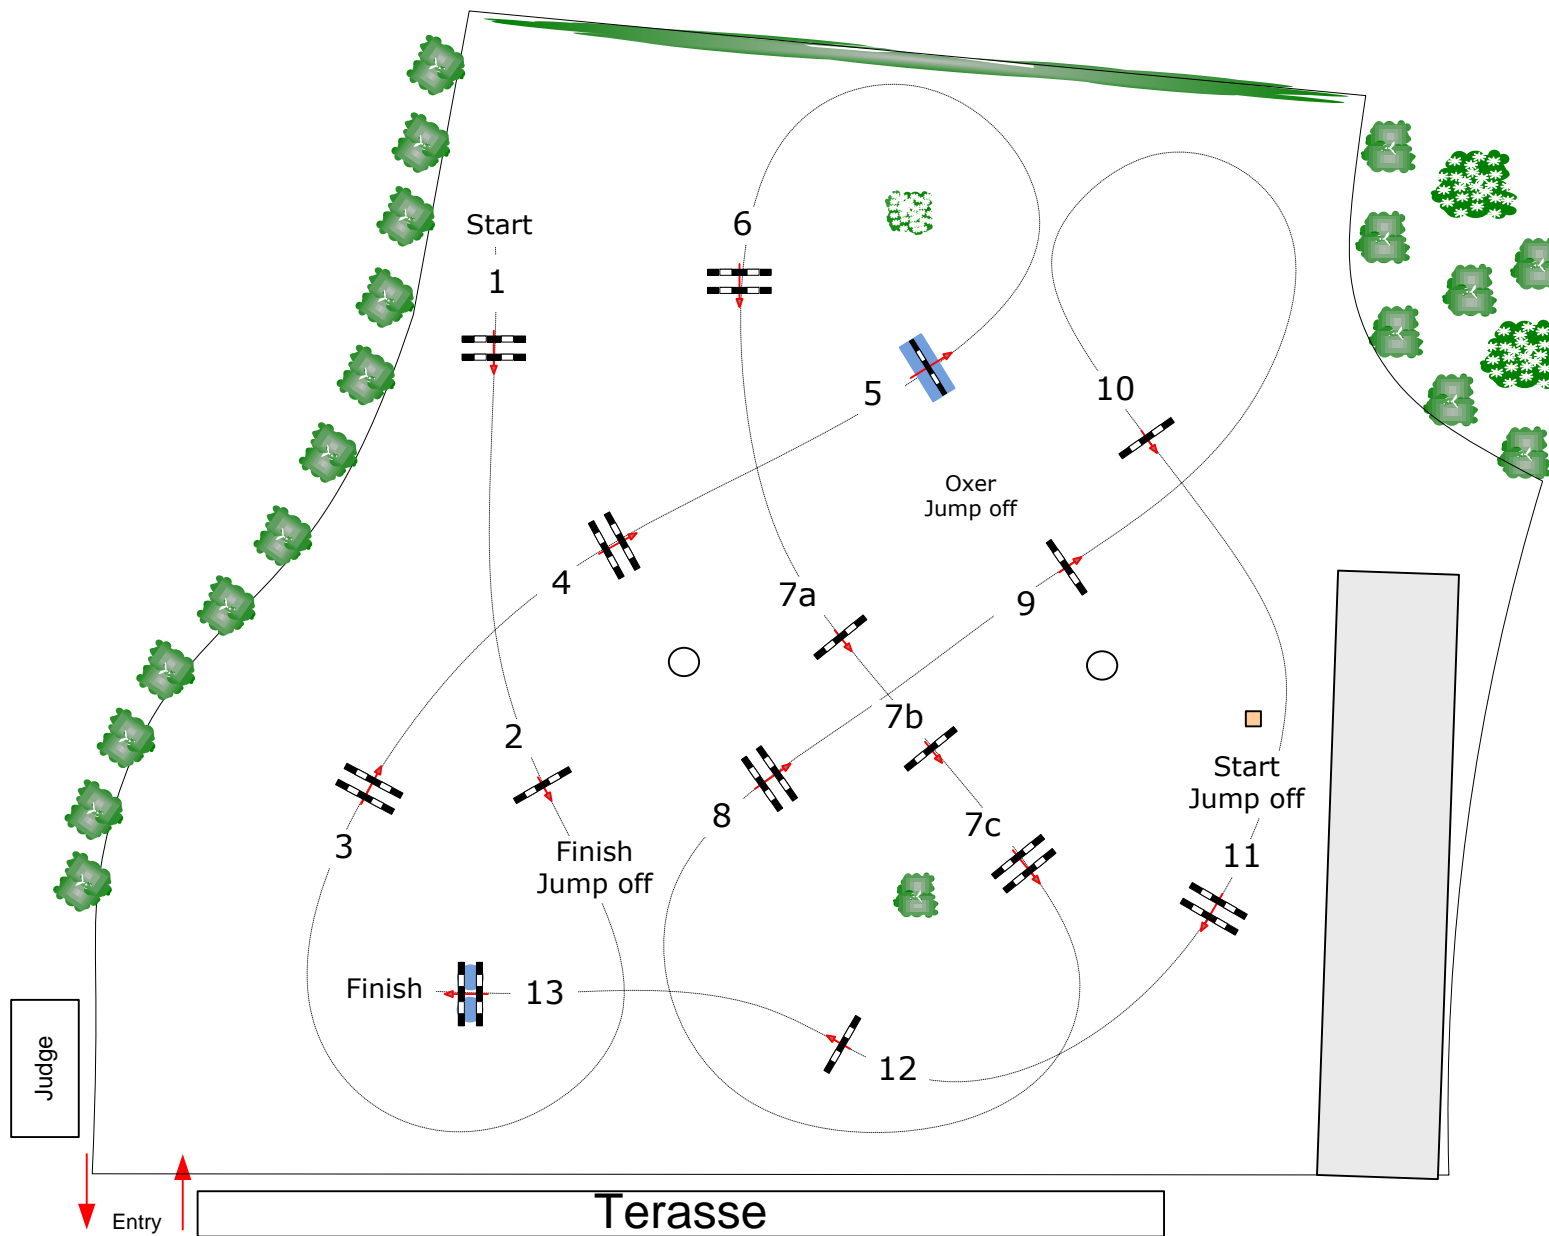 Start
1
6
5
10
Oxer
Jump off
4
7a
9
2
7b
8
7c
3
Start
Jump off
Finish
Jump off
11
Finish
13
12
Judge
Entry
Terasse